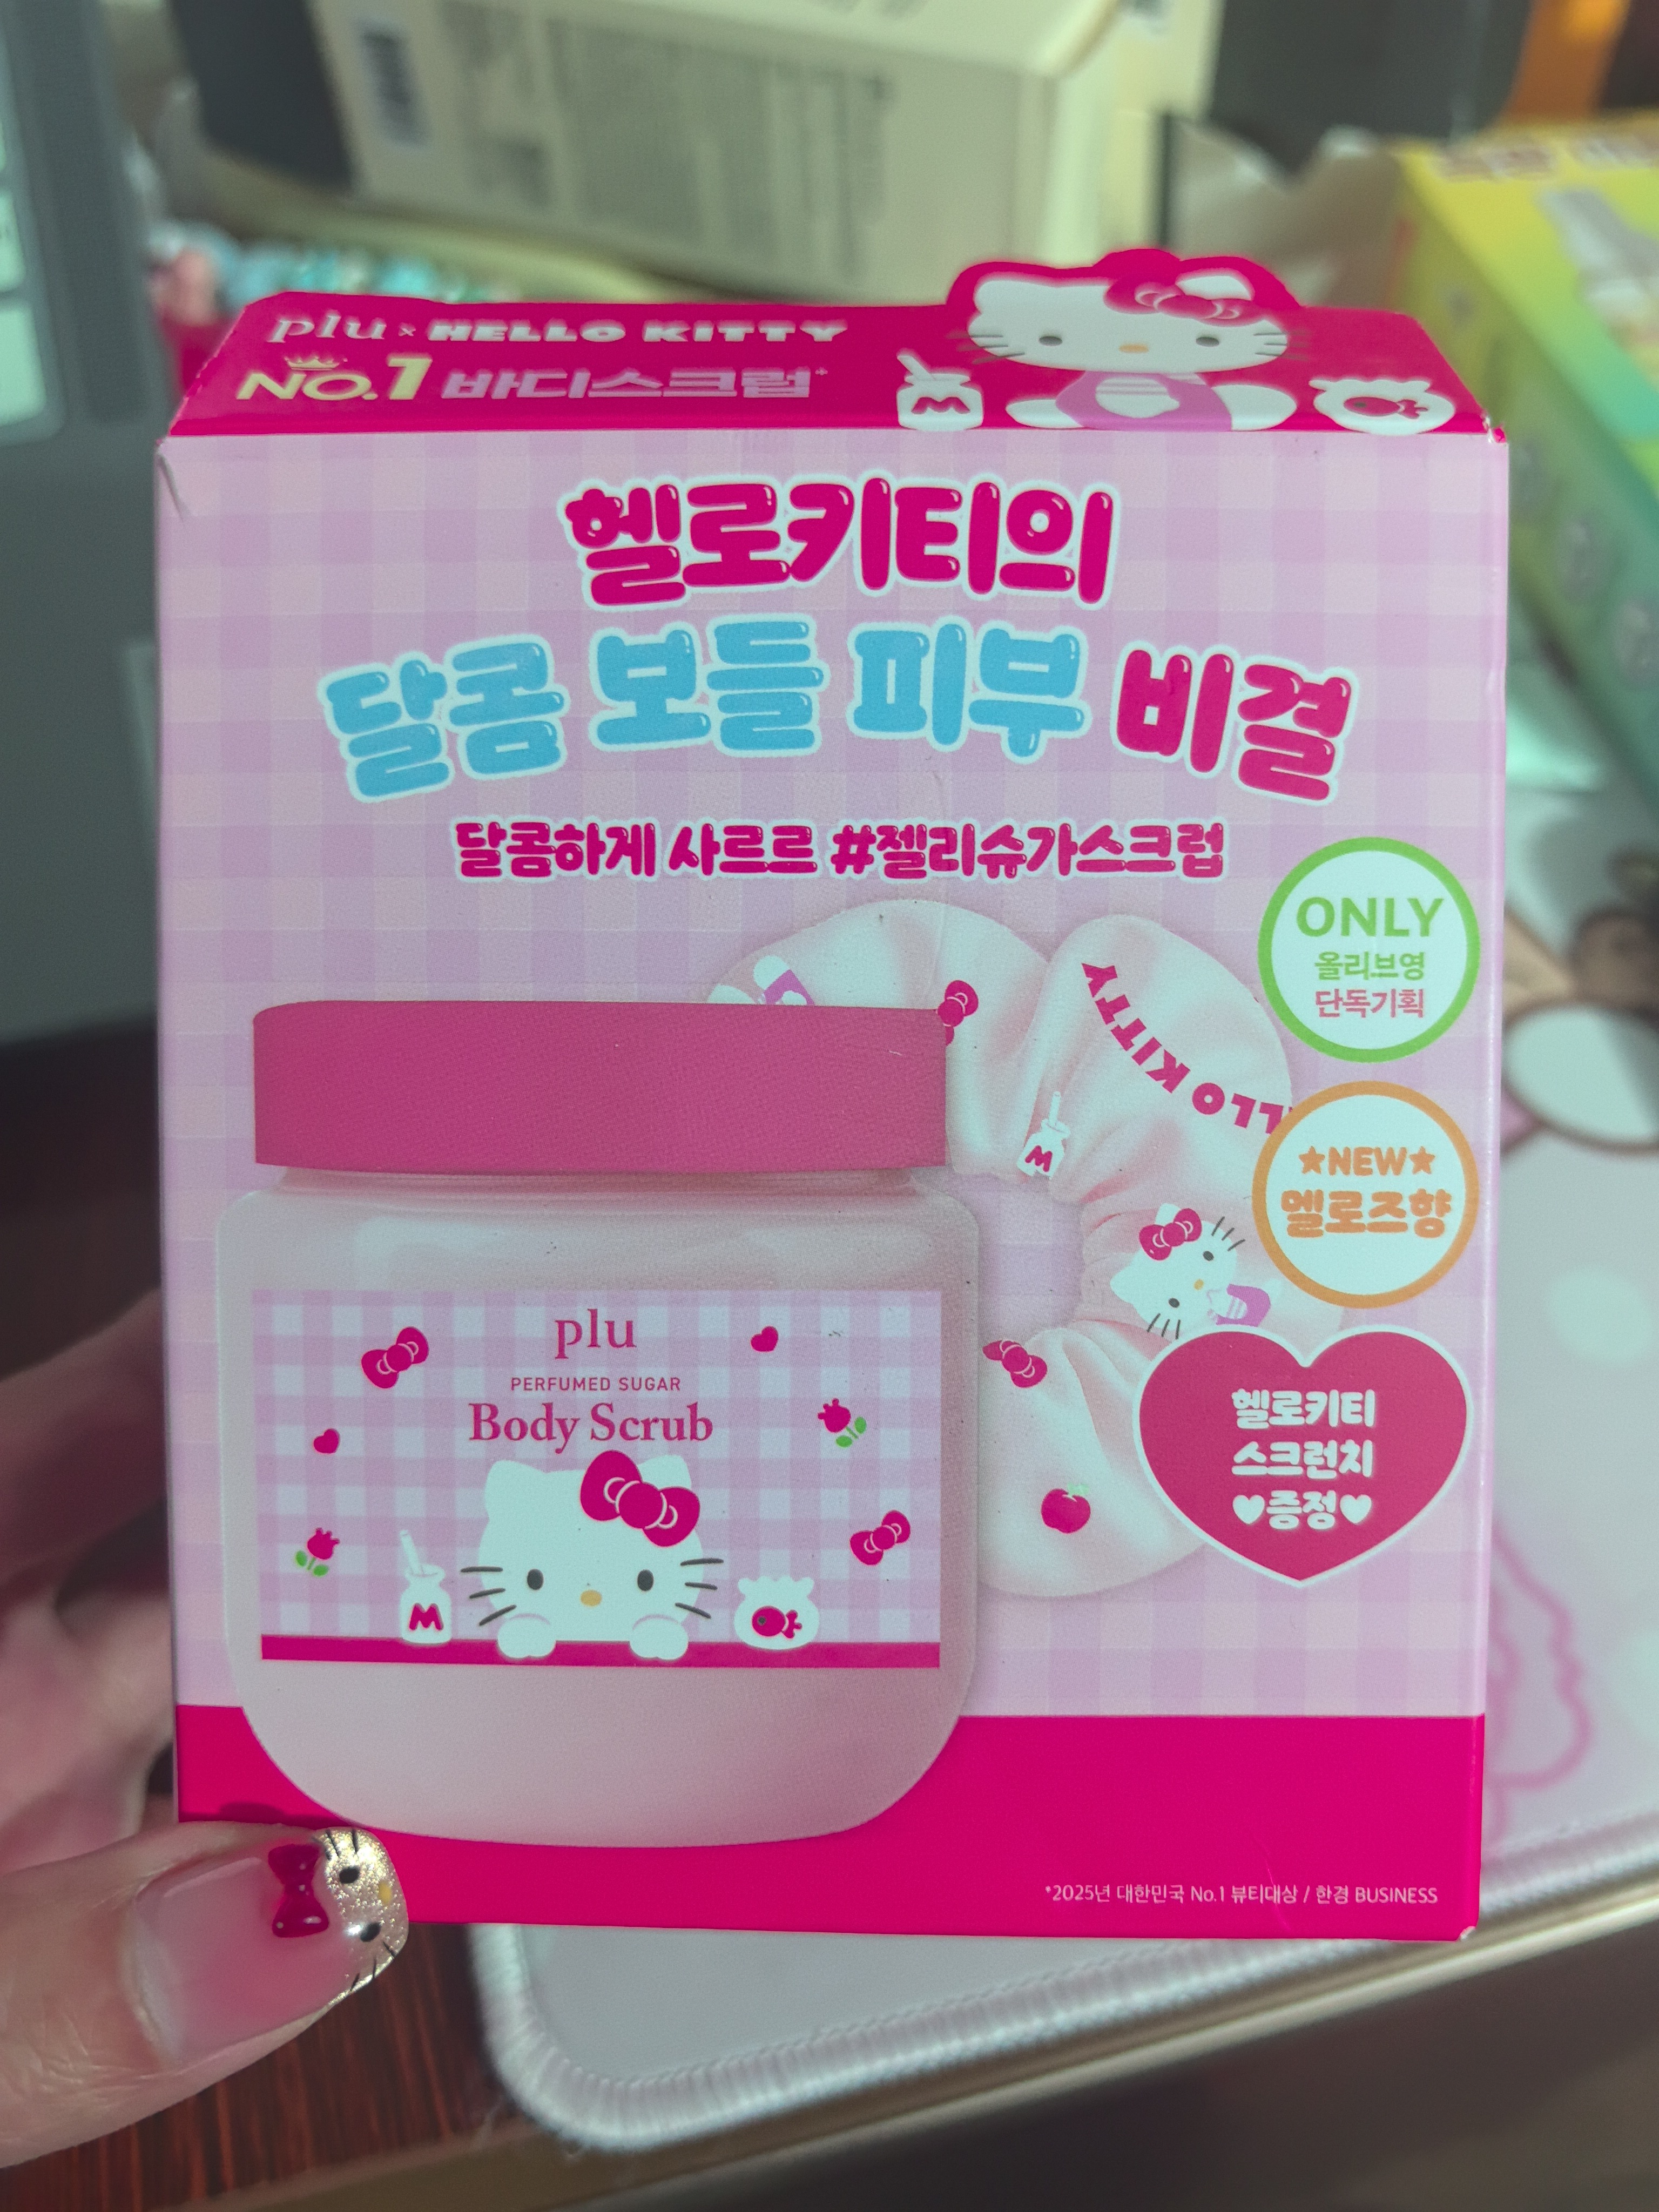 plu × HELLO KITTY
NO.1 바디스크럽*
헬로키티의
달콤 보들 피부 비결
달콤하게 사르르 #젤리슈가스크럽
ONLY
올리브영
단독기획
HELLO KITTY
M
★NEW★
멜로즈향
plu
PERFUMED SUGAR
Body Scrub
M
헬로키티
스크런치
♥증정♥
*2025년 대한민국 No.1 뷰티대상 / 한경 BUSINESS